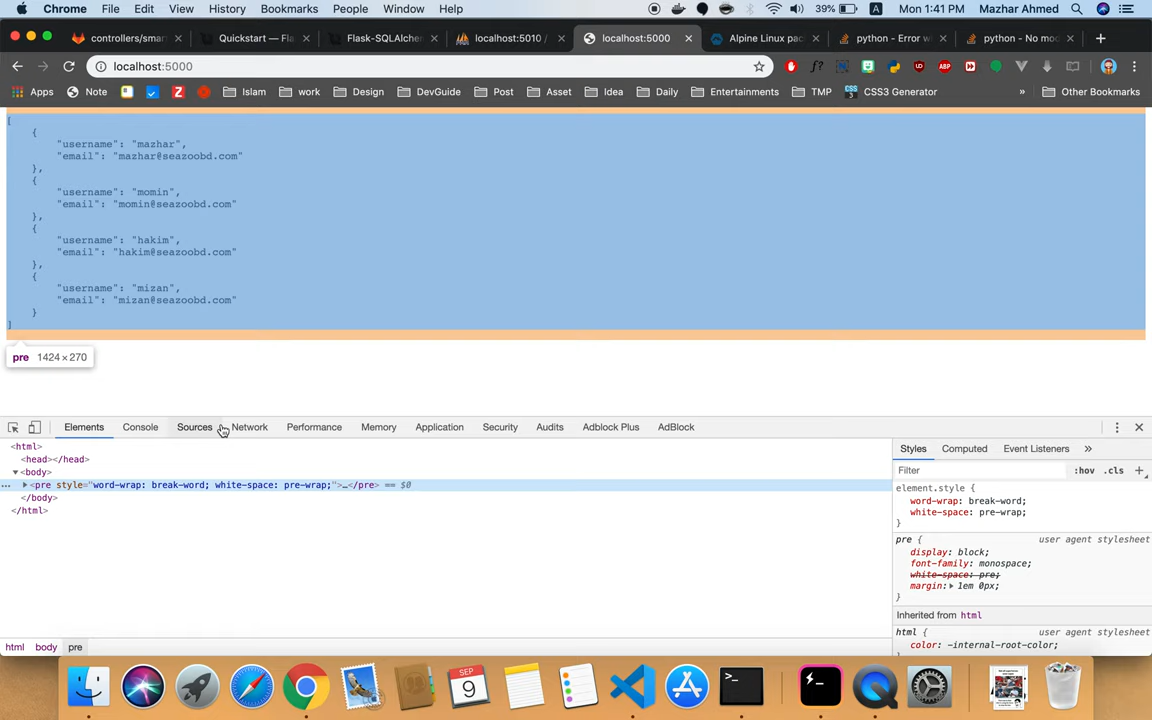 Chrome File Edit View History Bookmarks People Window Help 39% A Mon 1:41 PM Mazhar Ahmed
controllers/smar Quickstart — Fla Flask-SQLAlchem localhost:5010 / localhost:5000 Alpine Linux pac python - Error w python - No mod
localhost:5000
Apps Note Islam work Design DevGuide Post Asset Idea Daily Entertainments TMP CSS3 Generator » Other Bookmarks
[
{
"username": "mazhar",
"email": "mazhar@seazoobd.com"
},
{
"username": "momin",
"email": "momin@seazoobd.com"
},
{
"username": "hakim",
"email": "hakim@seazoobd.com"
},
{
"username": "mizan",
"email": "mizan@seazoobd.com"
}
]
pre 1424 × 270
Elements Console Sources Network Performance Memory Application Security Audits Adblock Plus AdBlock
<html>
<head></head>
<body>
<pre style="word-wrap: break-word; white-space: pre-wrap;">…</pre> == $0
</body>
</html>
Styles Computed Event Listeners »
Filter :hov .cls +
element.style {
word-wrap: break-word;
white-space: pre-wrap;
}
pre { user agent stylesheet
display: block;
font-family: monospace;
white-space: pre;
margin: 1em 0px;
}
Inherited from html
html { user agent stylesheet
color: -internal-root-color;
html body pre
SEP
9